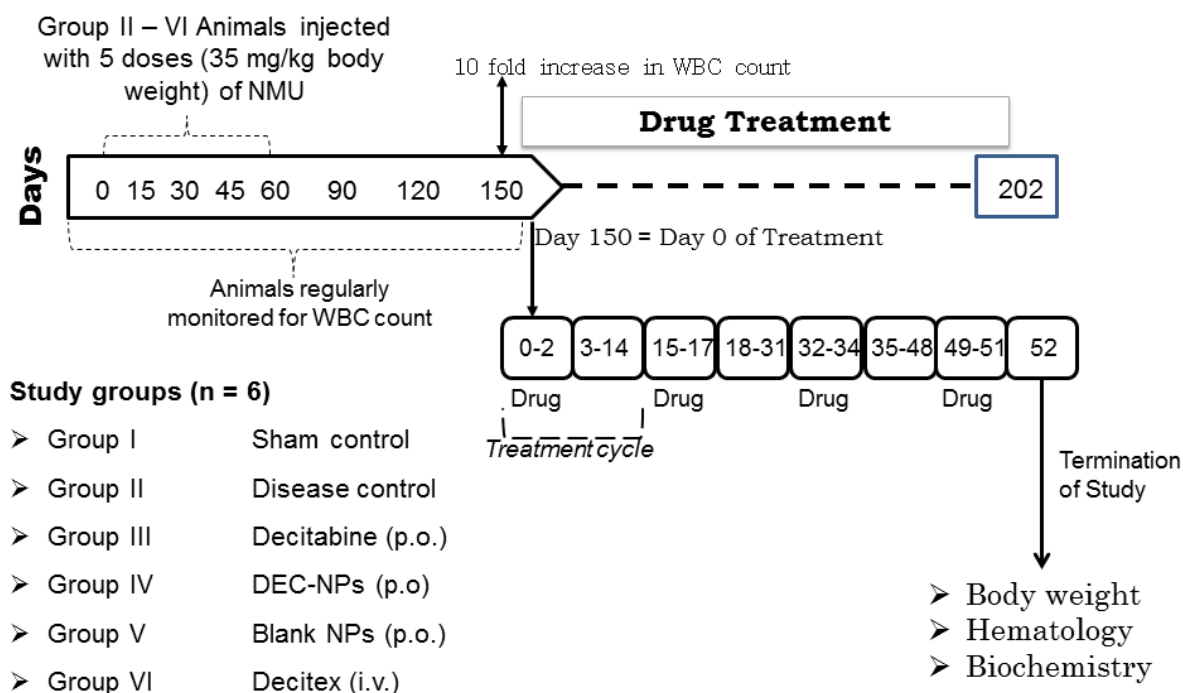 Group II – VI Animals injected
with 5 doses (35 mg/kg body
weight) of NMU
10 fold increase in WBC count
Drug Treatment
Days
0 15 30 45 60 90 120 150
202
Day 150 = Day 0 of Treatment
Animals regularly
monitored for WBC count
0-2 3-14 15-17 18-31 32-34 35-48 49-51 52
Drug Drug Drug Drug
Treatment cycle
Study groups (n = 6)
➢ Group I Sham control
➢ Group II Disease control
➢ Group III Decitabine (p.o.)
➢ Group IV DEC-NPs (p.o)
➢ Group V Blank NPs (p.o.)
➢ Group VI Decitex (i.v.)
Termination
of Study
➢ Body weight
➢ Hematology
➢ Biochemistry